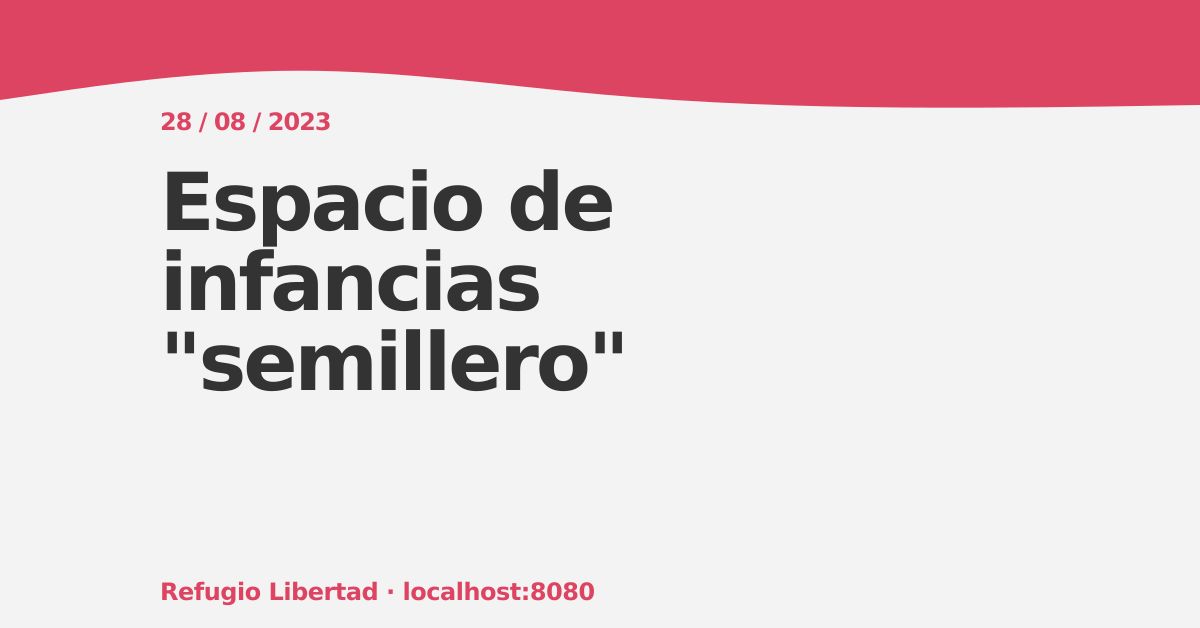 28 / 08 / 2023
Espacio de
infancias
"semillero"
Refugio Libertad · localhost:8080